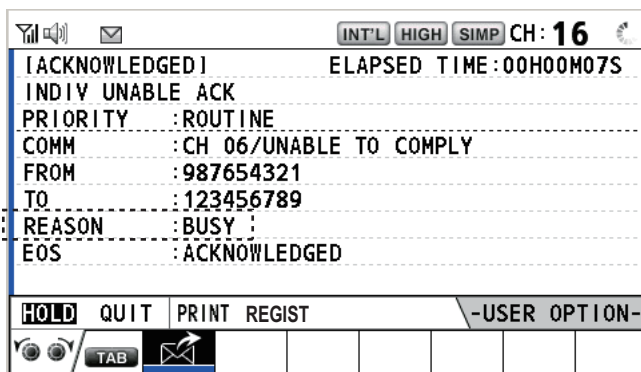 INT'L HIGH SIMP CH: 16
[ACKNOWLEDGED] ELAPSED TIME:00H00M07S
INDIV UNABLE ACK
PRIORITY :ROUTINE
COMM :CH 06/UNABLE TO COMPLY
FROM :987654321
TO :123456789
REASON :BUSY
EOS :ACKNOWLEDGED
HOLD QUIT PRINT REGIST -USER OPTION-
TAB